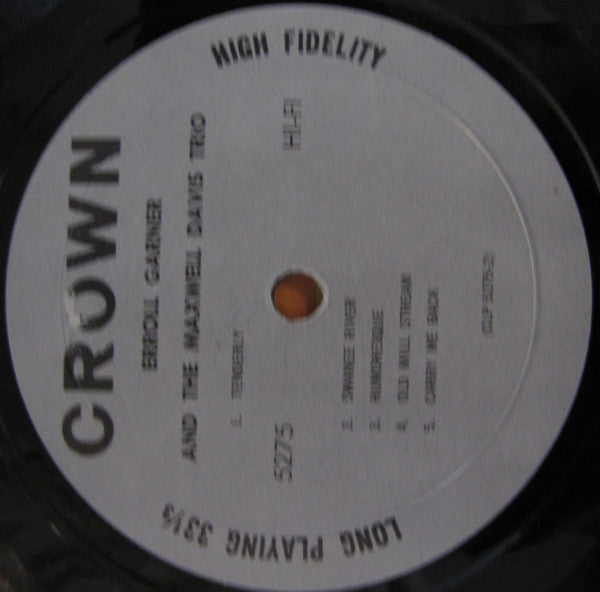 CROWN
ERROLL GARNER
AND THE MAXWELL DAVIS TRIO
1. TENDERLY
5275
HI-FI
2. SWANEE RIVER
3. HUMORESQUE
4. OLD MILL STREAM
5. CARRY ME BACK
LONG PLAYING 33⅓
HIGH FIDELITY